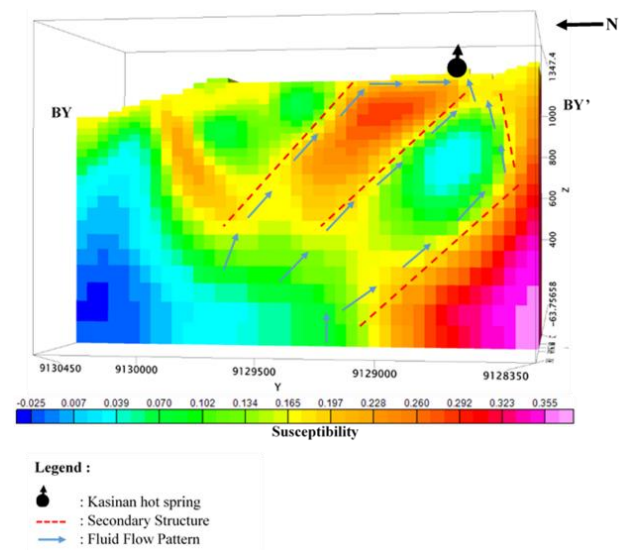 N
1347.4
BY
BY’
1000
800
Z
600
400
-63.75658
9130450
9130000
9129500
9129000
9128350
Y
-0.025 0.007 0.039 0.070 0.102 0.134 0.165 0.197 0.228 0.260 0.292 0.323 0.355
Susceptibility
Legend :
: Kasinan hot spring
: Secondary Structure
: Fluid Flow Pattern